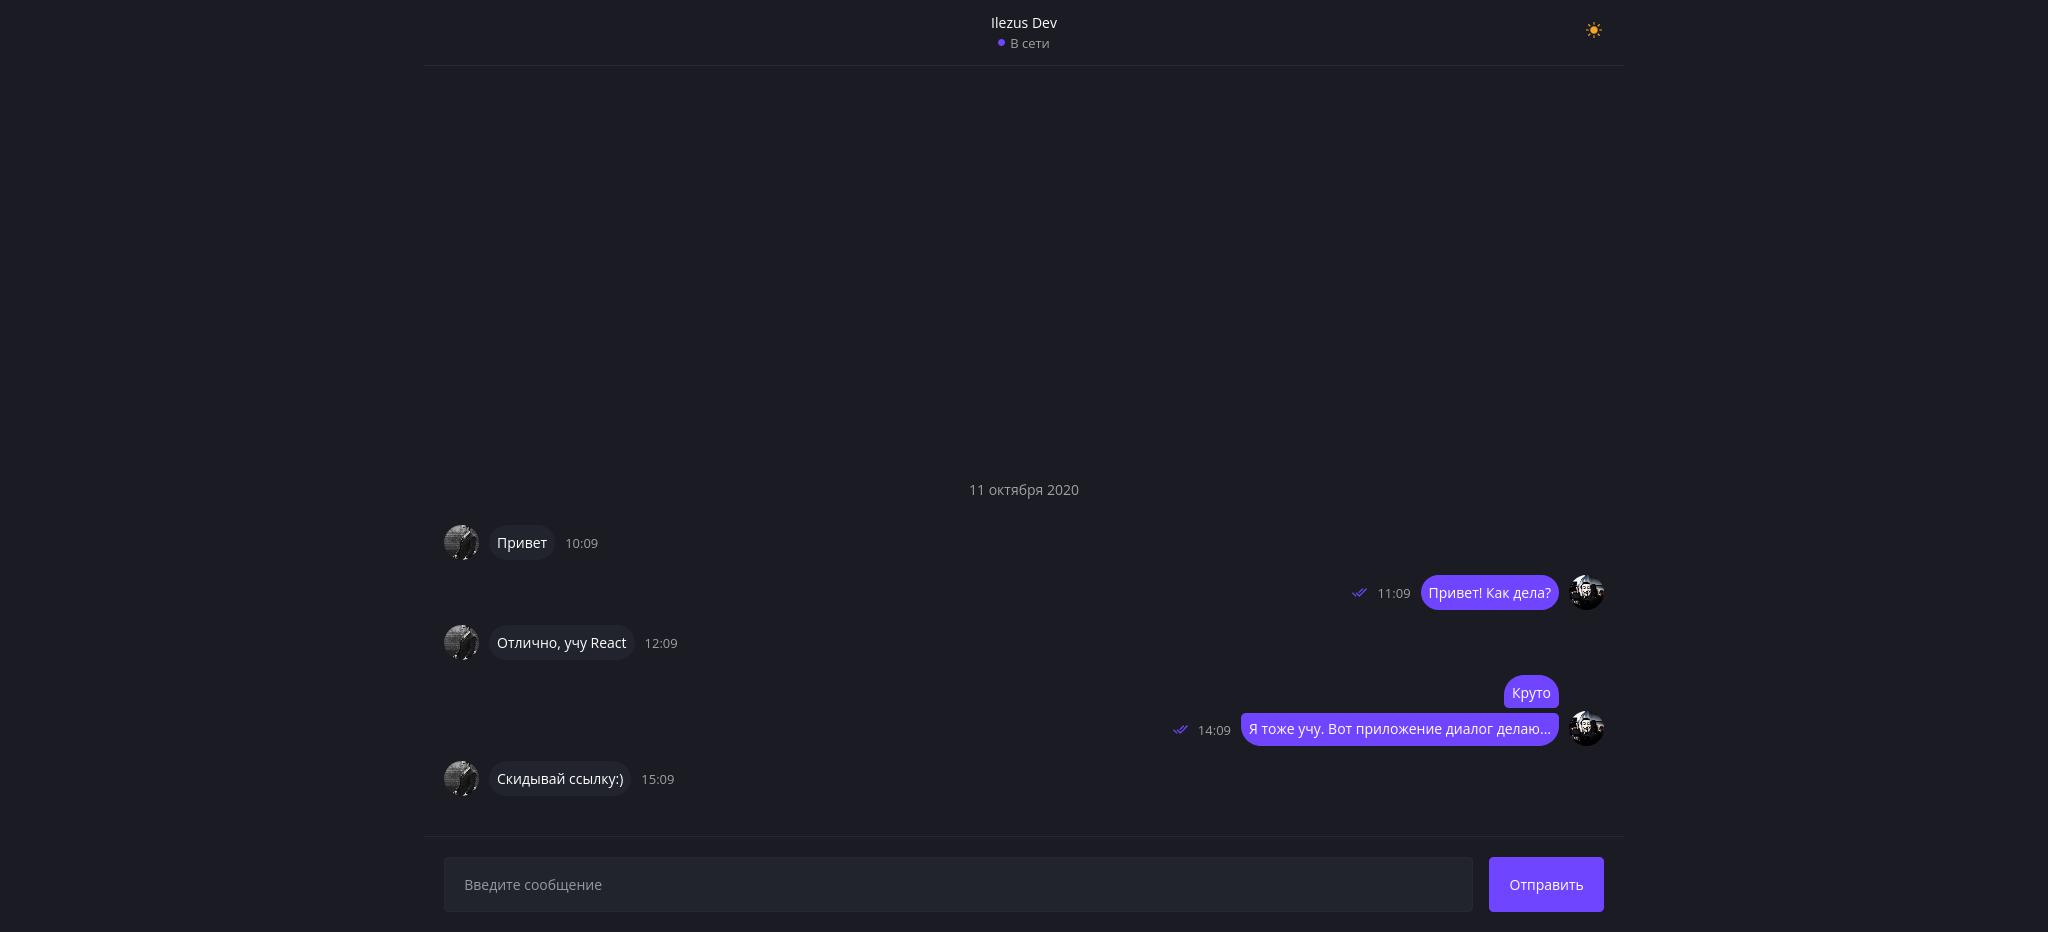 Ilezus Dev
В сети
11 октября 2020
Привет 10:09
11:09 Привет! Как дела?
Отлично, учу React 12:09
Круто
14:09 Я тоже учу. Вот приложение диалог делаю...
Скидывай ссылку:) 15:09
Введите сообщение Отправить